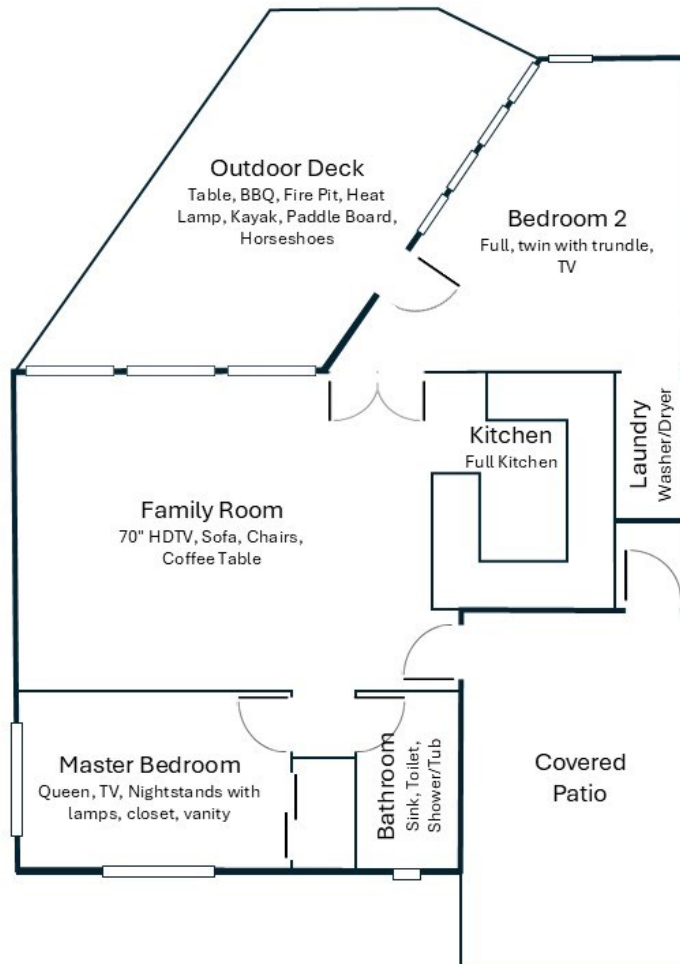 Outdoor Deck
Table, BBQ, Fire Pit, Heat
Lamp, Kayak, Paddle Board,
Horseshoes
Bedroom 2
Full, twin with trundle,
TV
Kitchen
Full Kitchen
Laundry
Washer/Dryer
Family Room
70" HDTV, Sofa, Chairs,
Coffee Table
Master Bedroom
Queen, TV, Nightstands with
lamps, closet, vanity
Bathroom
Sink, Toilet,
Shower/Tub
Covered
Patio